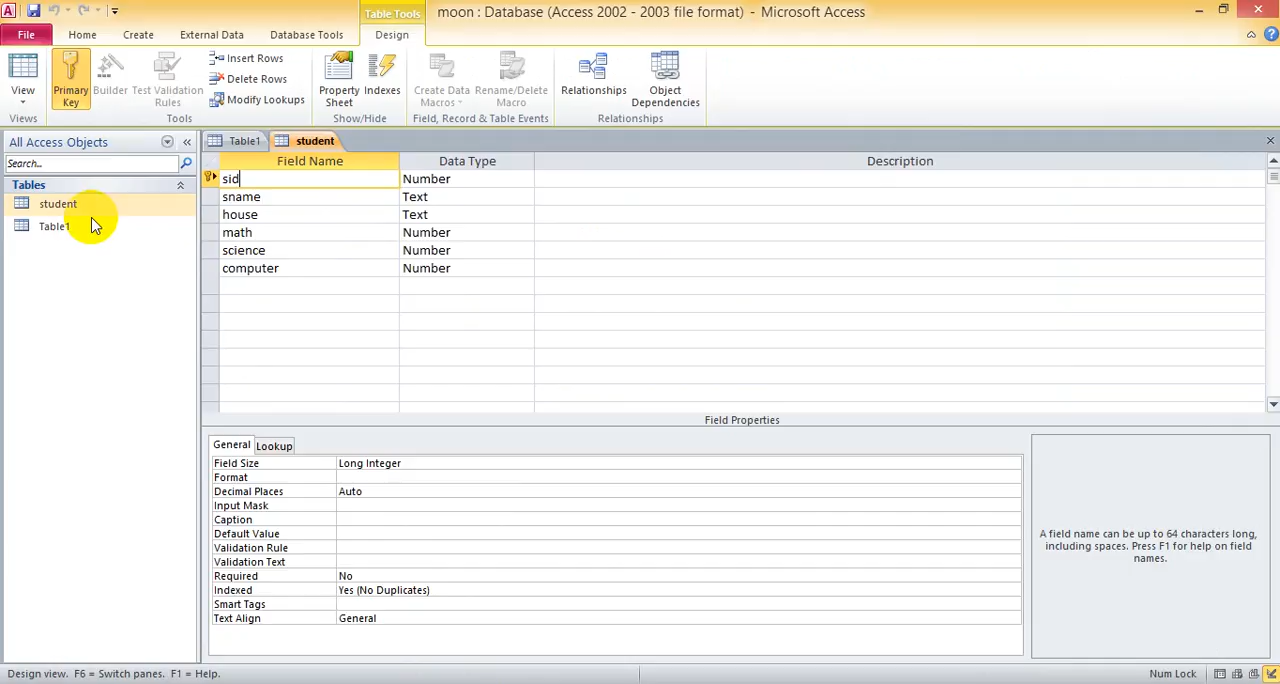 Table Tools
moon : Database (Access 2002 - 2003 file format) - Microsoft Access
File Home Create External Data Database Tools Design
View
Primary Key
Builder
Test Validation Rules
Insert Rows
Delete Rows
Modify Lookups
Property Sheet
Indexes
Create Data Macros
Rename/Delete Macro
Relationships
Object Dependencies
Views
Tools
Show/Hide
Field, Record & Table Events
Relationships
All Access Objects
Search...
Tables
student
Table1
Table1 student
Field Name Data Type Description
sid Number
sname Text
house Text
math Number
science Number
computer Number
Field Properties
General Lookup
Field Size Long Integer
Format
Decimal Places Auto
Input Mask
Caption
Default Value
Validation Rule
Validation Text
Required No
Indexed Yes (No Duplicates)
Smart Tags
Text Align General
A field name can be up to 64 characters long,
including spaces. Press F1 for help on field
names.
Design view. F6 = Switch panes. F1 = Help.
Num Lock